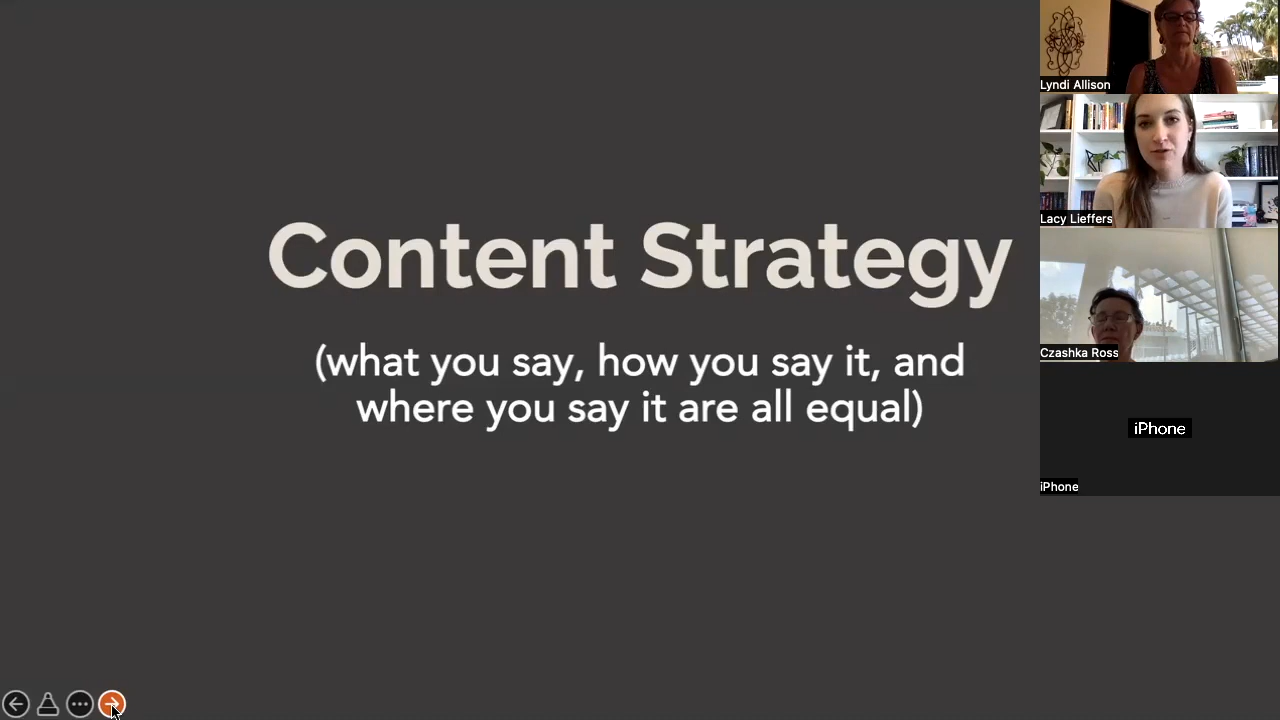 Content Strategy
(what you say, how you say it, and
where you say it are all equal)
Lyndi Allison
Lacy Lieffers
Czashka Ross
iPhone
iPhone